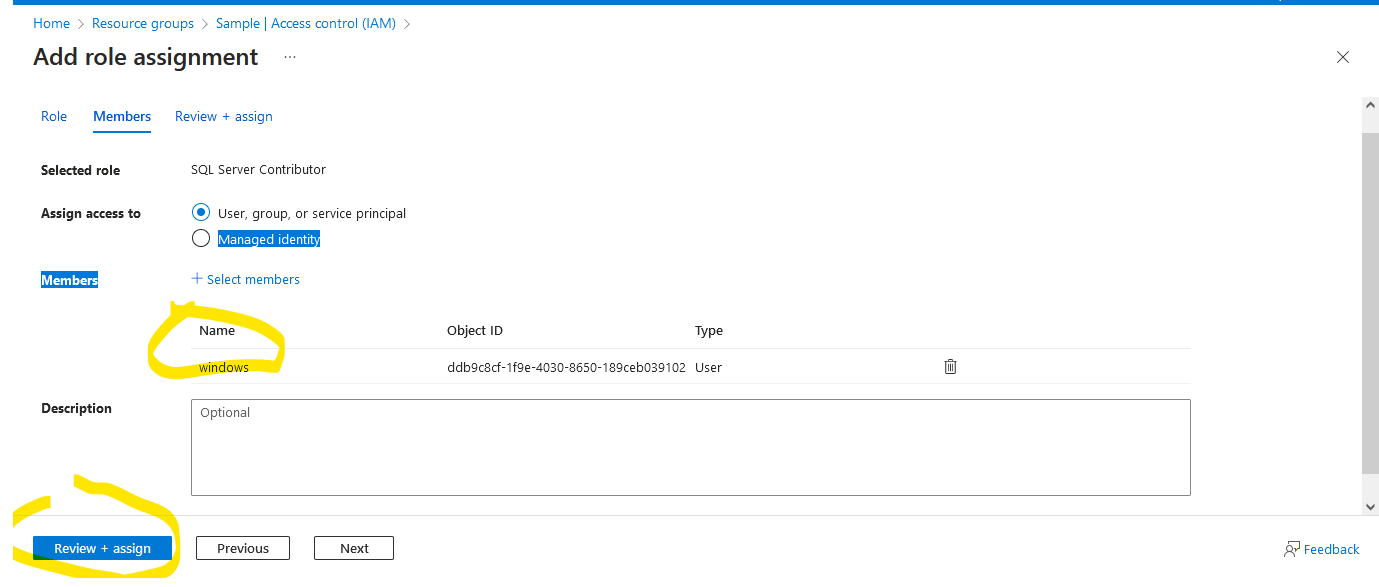 Home > Resource groups > Sample | Access control (IAM) >
Add role assignment ...
Role Members Review + assign
Selected role SQL Server Contributor
Assign access to User, group, or service principal
Managed identity
Members + Select members
Name Object ID Type
windows ddb9c8cf-1f9e-4030-8650-189ceb039102 User
Description Optional
Review + assign Previous Next Feedback